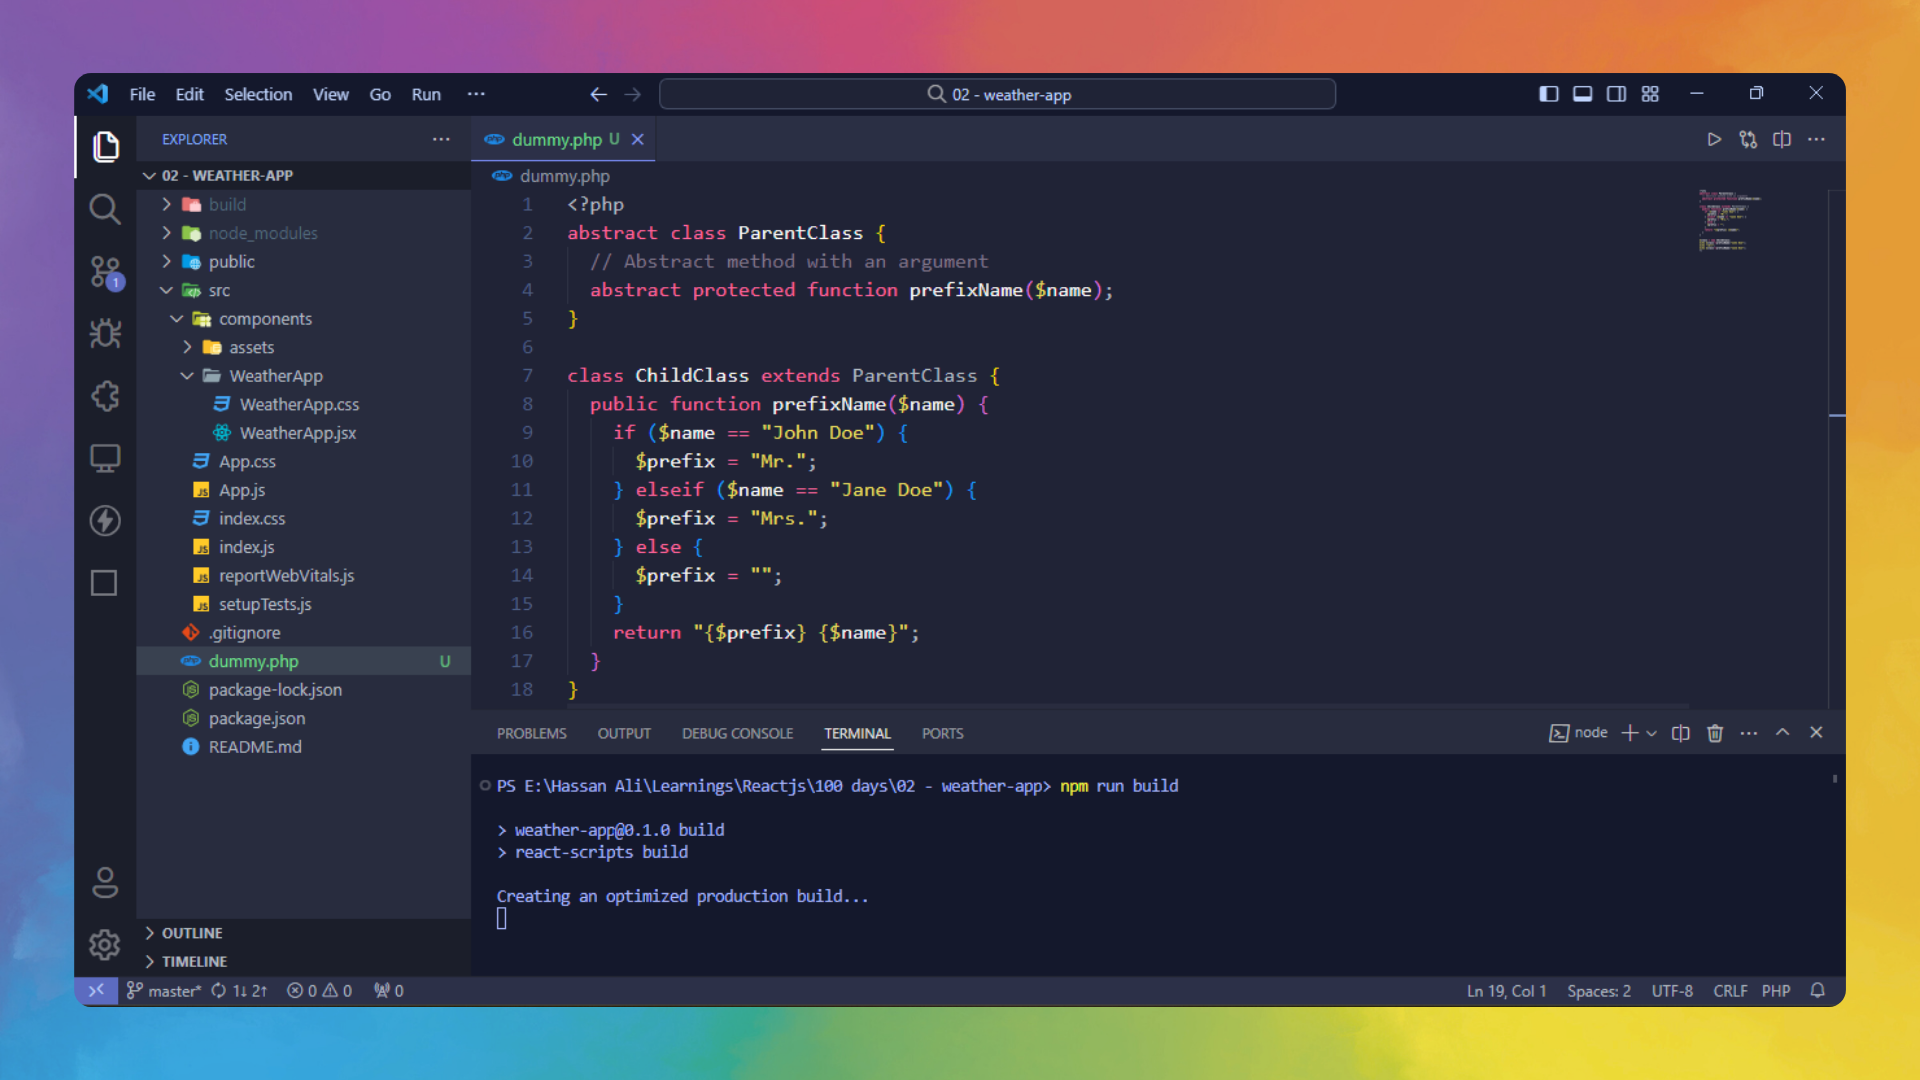 File Edit Selection View Go Run ··· 02 - weather-app
EXPLORER ···
02 - WEATHER-APP
build
node_modules
public
src
components
assets
WeatherApp
WeatherApp.css
WeatherApp.jsx
App.css
JS App.js
index.css
JS index.js
JS reportWebVitals.js
JS setupTests.js
.gitignore
php dummy.php U
package-lock.json
package.json
README.md
OUTLINE
TIMELINE
1
php dummy.php U
php dummy.php
1 <?php
2 abstract class ParentClass {
3 // Abstract method with an argument
4 abstract protected function prefixName($name);
5 }
6
7 class ChildClass extends ParentClass {
8 public function prefixName($name) {
9 if ($name == "John Doe") {
10 $prefix = "Mr.";
11 } elseif ($name == "Jane Doe") {
12 $prefix = "Mrs.";
13 } else {
14 $prefix = "";
15 }
16 return "{$prefix} {$name}";
17 }
18 }
PROBLEMS OUTPUT DEBUG CONSOLE TERMINAL PORTS node
PS E:\Hassan Ali\Learnings\Reactjs\100 days\02 - weather-app> npm run build
> weather-app@0.1.0 build
> react-scripts build
Creating an optimized production build...
master* 1↓ 2↑ 0 0 0 Ln 19, Col 1 Spaces: 2 UTF-8 CRLF PHP